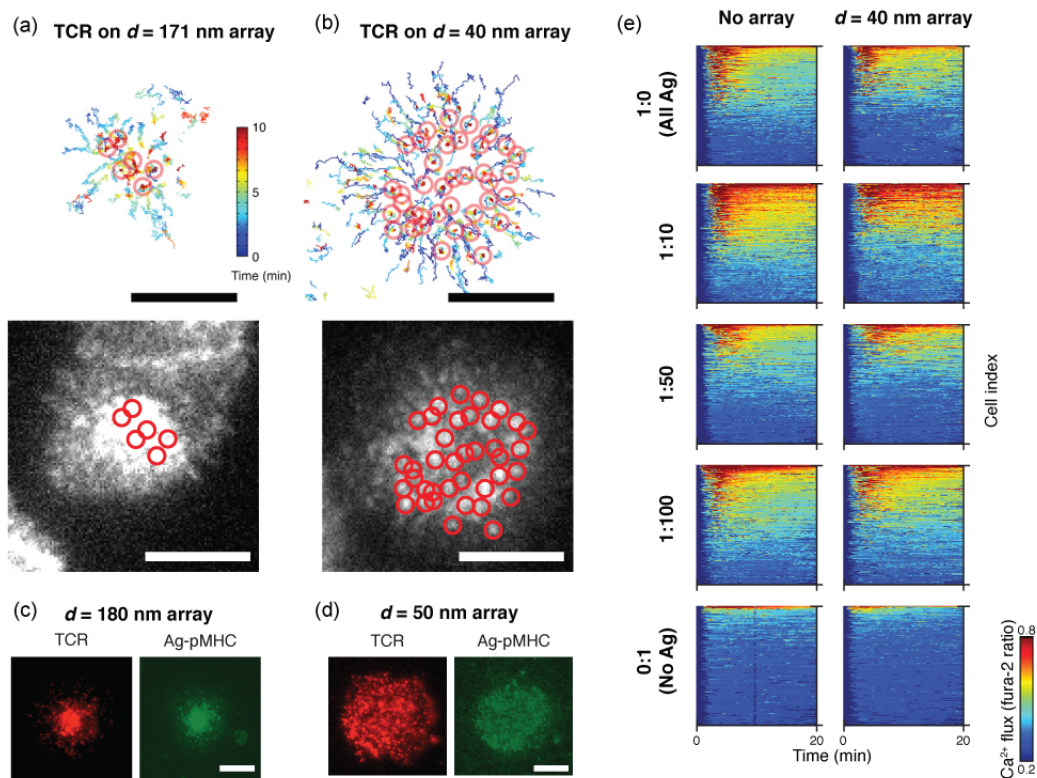 (a)
TCR on d = 171 nm array
10
5
0
Time (min)
(b)
TCR on d = 40 nm array
(c)
d = 180 nm array
TCR
Ag-pMHC
(d)
d = 50 nm array
TCR
Ag-pMHC
(e)
No array
d = 40 nm array
1:0
(All Ag)
1:10
1:50
1:100
0:1
(No Ag)
0
20
0
20
Time (min)
Cell index
Ca²⁺ flux (fura-2 ratio)
0.8
0.2